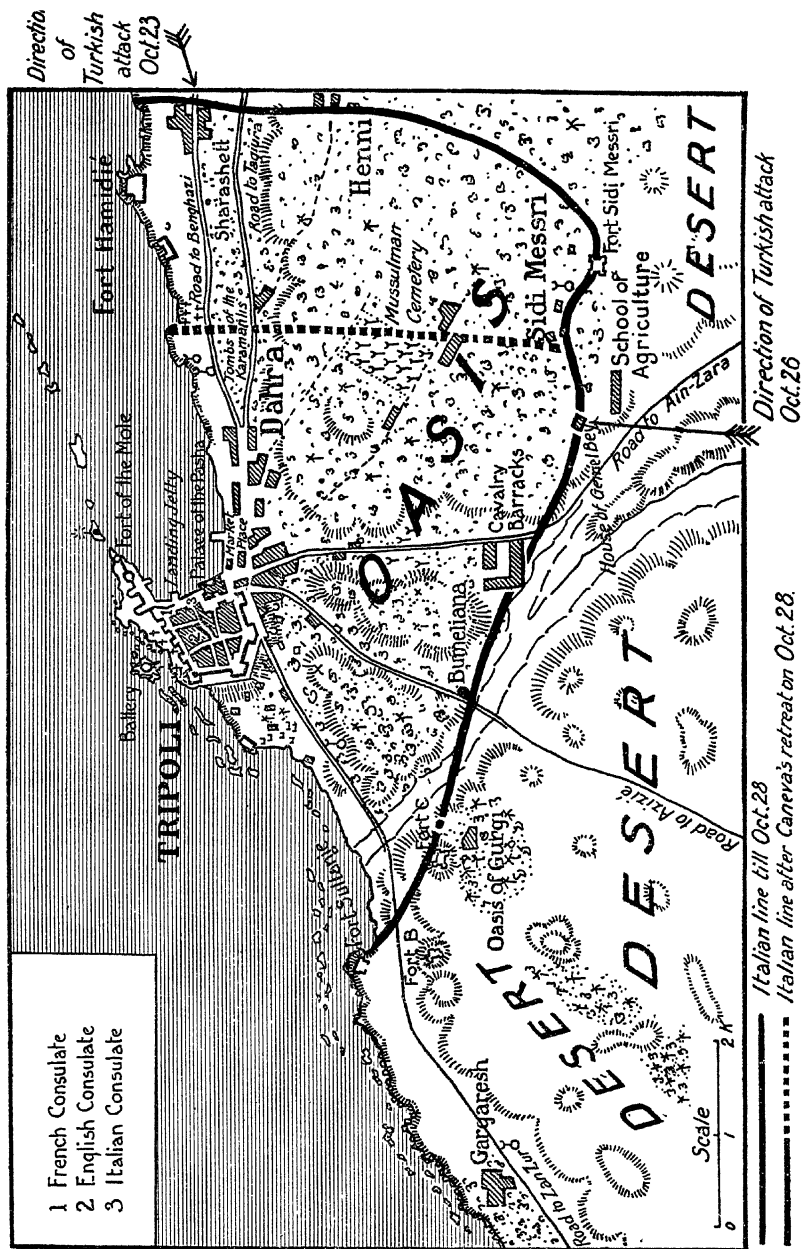 1 French Consulate
2 English Consulate
3 Italian Consulate
TRIPOLI
Battery
Fort of the Mole
Landing Jetty
Palace of the Pasha
Market
Place
Fort Hamidié
Directio.
of
Turkish
attack
Oct.23
Road to Benghazi
Sharashett
Road to Tagiura
Tombs of the
Karamanlis
Dahra
Henni
Mussulman
Cemetery
OASIS
Sidi Messri
Fort Sidi Messri
School of
Agriculture
DESERT
Cavalry
Barracks
House of Gemel Bey
Road to Ain-Zara
Bumeliana
Fort Sultanie
Fort C
Fort B
Oasis of Gurgi
Road to Azizié
DESERT
DESERT
Gargaresh
Road to Zanzur
Scale
0 1 2 K
Direction of Turkish attack
Oct.26
Italian line till Oct.28
Italian line after Caneva's retreat on Oct.28.